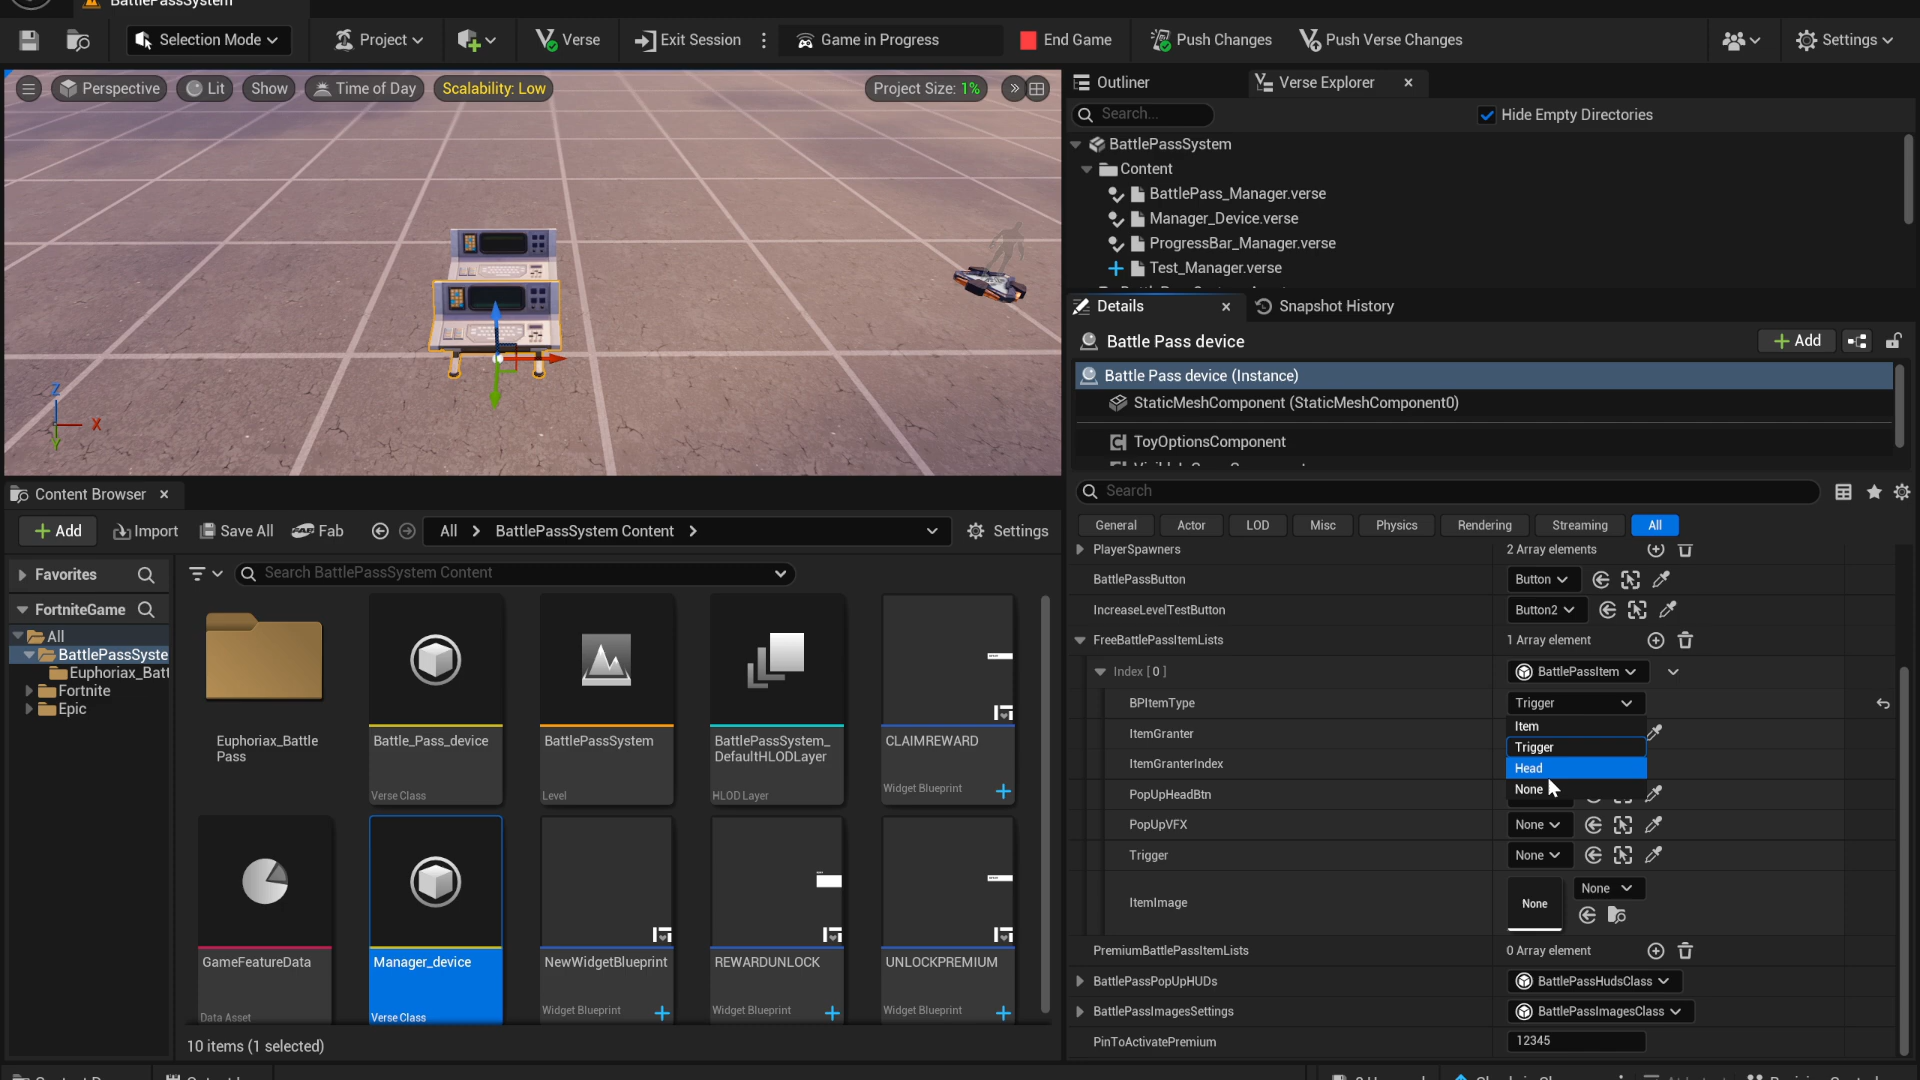 BattlePassSystem
Selection Mode
Project
Verse
Exit Session
Game in Progress
End Game
Push Changes
Push Verse Changes
Settings
Perspective
Lit
Show
Time of Day
Scalability: Low
Project Size: 1%
Outliner
Verse Explorer
Search...
Hide Empty Directories
BattlePassSystem
Content
BattlePass_Manager.verse
Manager_Device.verse
ProgressBar_Manager.verse
Test_Manager.verse
Details
Snapshot History
Battle Pass device
Add
Battle Pass device (Instance)
StaticMeshComponent (StaticMeshComponent0)
ToyOptionsComponent
Z
X
Y
Search
General
Actor
LOD
Misc
Physics
Rendering
Streaming
All
PlayerSpawners
2 Array elements
BattlePassButton
Button
IncreaseLevelTestButton
Button2
FreeBattlePassItemLists
1 Array element
Index [ 0 ]
BattlePassItem
BPItemType
Trigger
Item
Trigger
Head
None
ItemGranter
ItemGranterIndex
PopUpHeadBtn
PopUpVFX
None
Trigger
None
ItemImage
None
None
PremiumBattlePassItemLists
0 Array element
BattlePassPopUpHUDs
BattlePassHudsClass
BattlePassImagesSettings
BattlePassImagesClass
PinToActivatePremium
12345
Content Browser
Add
Import
Save All
Fab
All
BattlePassSystem Content
Settings
Favorites
Search BattlePassSystem Content
FortniteGame
All
BattlePassSyste
Euphoriax_Batt
Fortnite
Epic
Euphoriax_Battle
Pass
Battle_Pass_device
Verse Class
BattlePassSystem
Level
BattlePassSystem_
DefaultHLODLayer
HLOD Layer
CLAIMREWARD
Widget Blueprint
GameFeatureData
Data Asset
Manager_device
Verse Class
NewWidgetBlueprint
Widget Blueprint
REWARDUNLOCK
Widget Blueprint
UNLOCKPREMIUM
Widget Blueprint
10 items (1 selected)